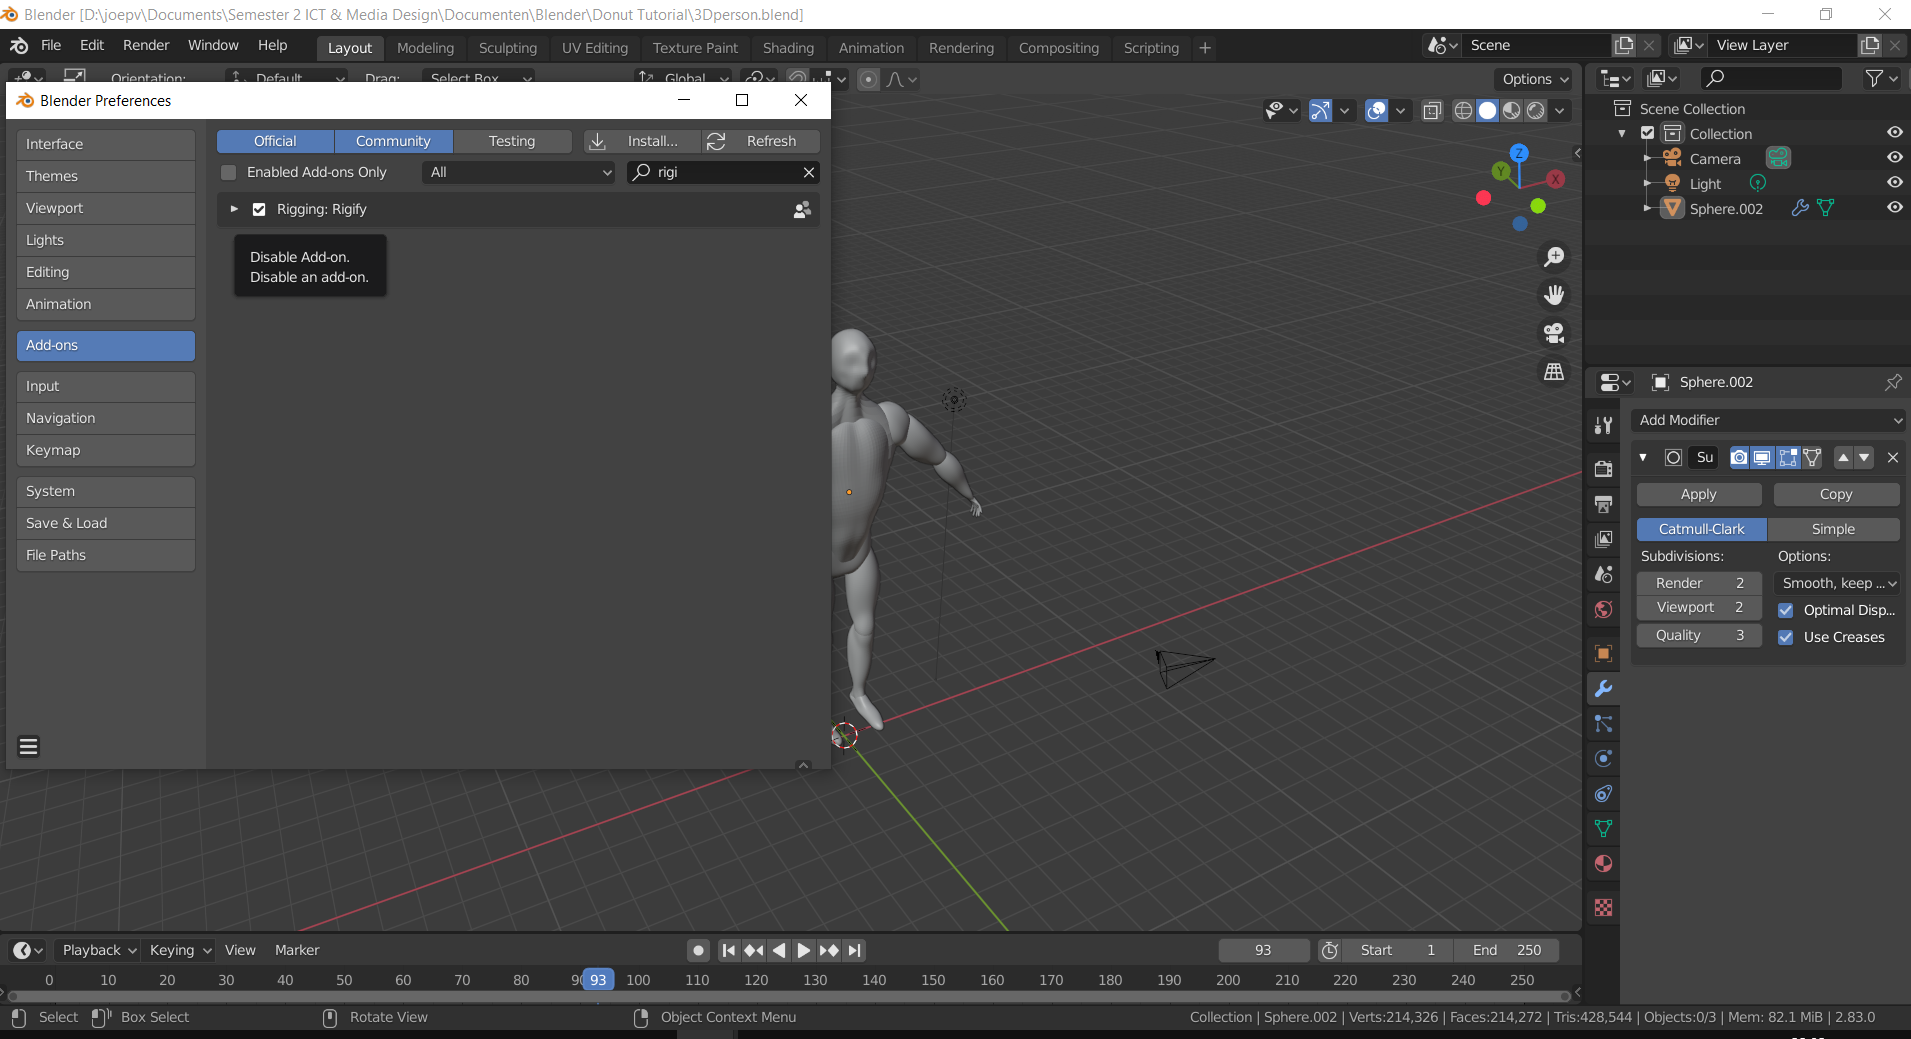 Blender [D:\joepv\Documents\Semester 2 ICT & Media Design\Documenten\Blender\Donut Tutorial\3Dperson.blend]
File Edit Render Window Help Layout Modeling Sculpting UV Editing Texture Paint Shading Animation Rendering Compositing Scripting + Scene View Layer
Orientation: Default Drag: Select Box Global Options
Blender Preferences
Interface
Themes
Viewport
Lights
Editing
Animation
Add-ons
Input
Navigation
Keymap
System
Save & Load
File Paths
Official Community Testing Install... Refresh
Enabled Add-ons Only All rigi
Rigging: Rigify
Disable Add-on.
Disable an add-on.
Z
Y
X
Scene Collection
Collection
Camera
Light
Sphere.002
Sphere.002
Add Modifier
Su
Apply Copy
Catmull-Clark Simple
Subdivisions: Options:
Render 2 Smooth, keep ...
Viewport 2 Optimal Disp...
Quality 3 Use Creases
Playback Keying View Marker 93 Start 1 End 250
0 10 20 30 40 50 60 70 80 93 100 110 120 130 140 150 160 170 180 190 200 210 220 230 240 250
Select Box Select Rotate View Object Context Menu Collection | Sphere.002 | Verts:214,326 | Faces:214,272 | Tris:428,544 | Objects:0/3 | Mem: 82.1 MiB | 2.83.0